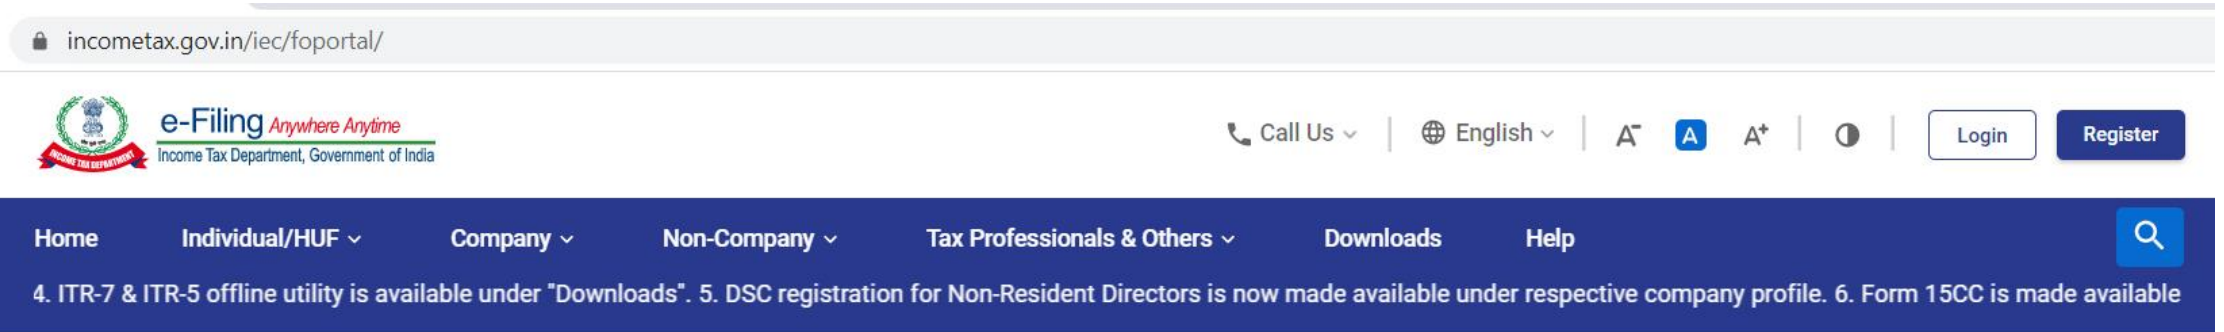 incometax.gov.in/iec/foportal/
e-Filing Anywhere Anytime
Income Tax Department, Government of India
INCOME TAX DEPARTMENT
Call Us
English
A-
A
A+
Login
Register
Home
Individual/HUF
Company
Non-Company
Tax Professionals & Others
Downloads
Help
4. ITR-7 & ITR-5 offline utility is available under "Downloads". 5. DSC registration for Non-Resident Directors is now made available under respective company profile. 6. Form 15CC is made available